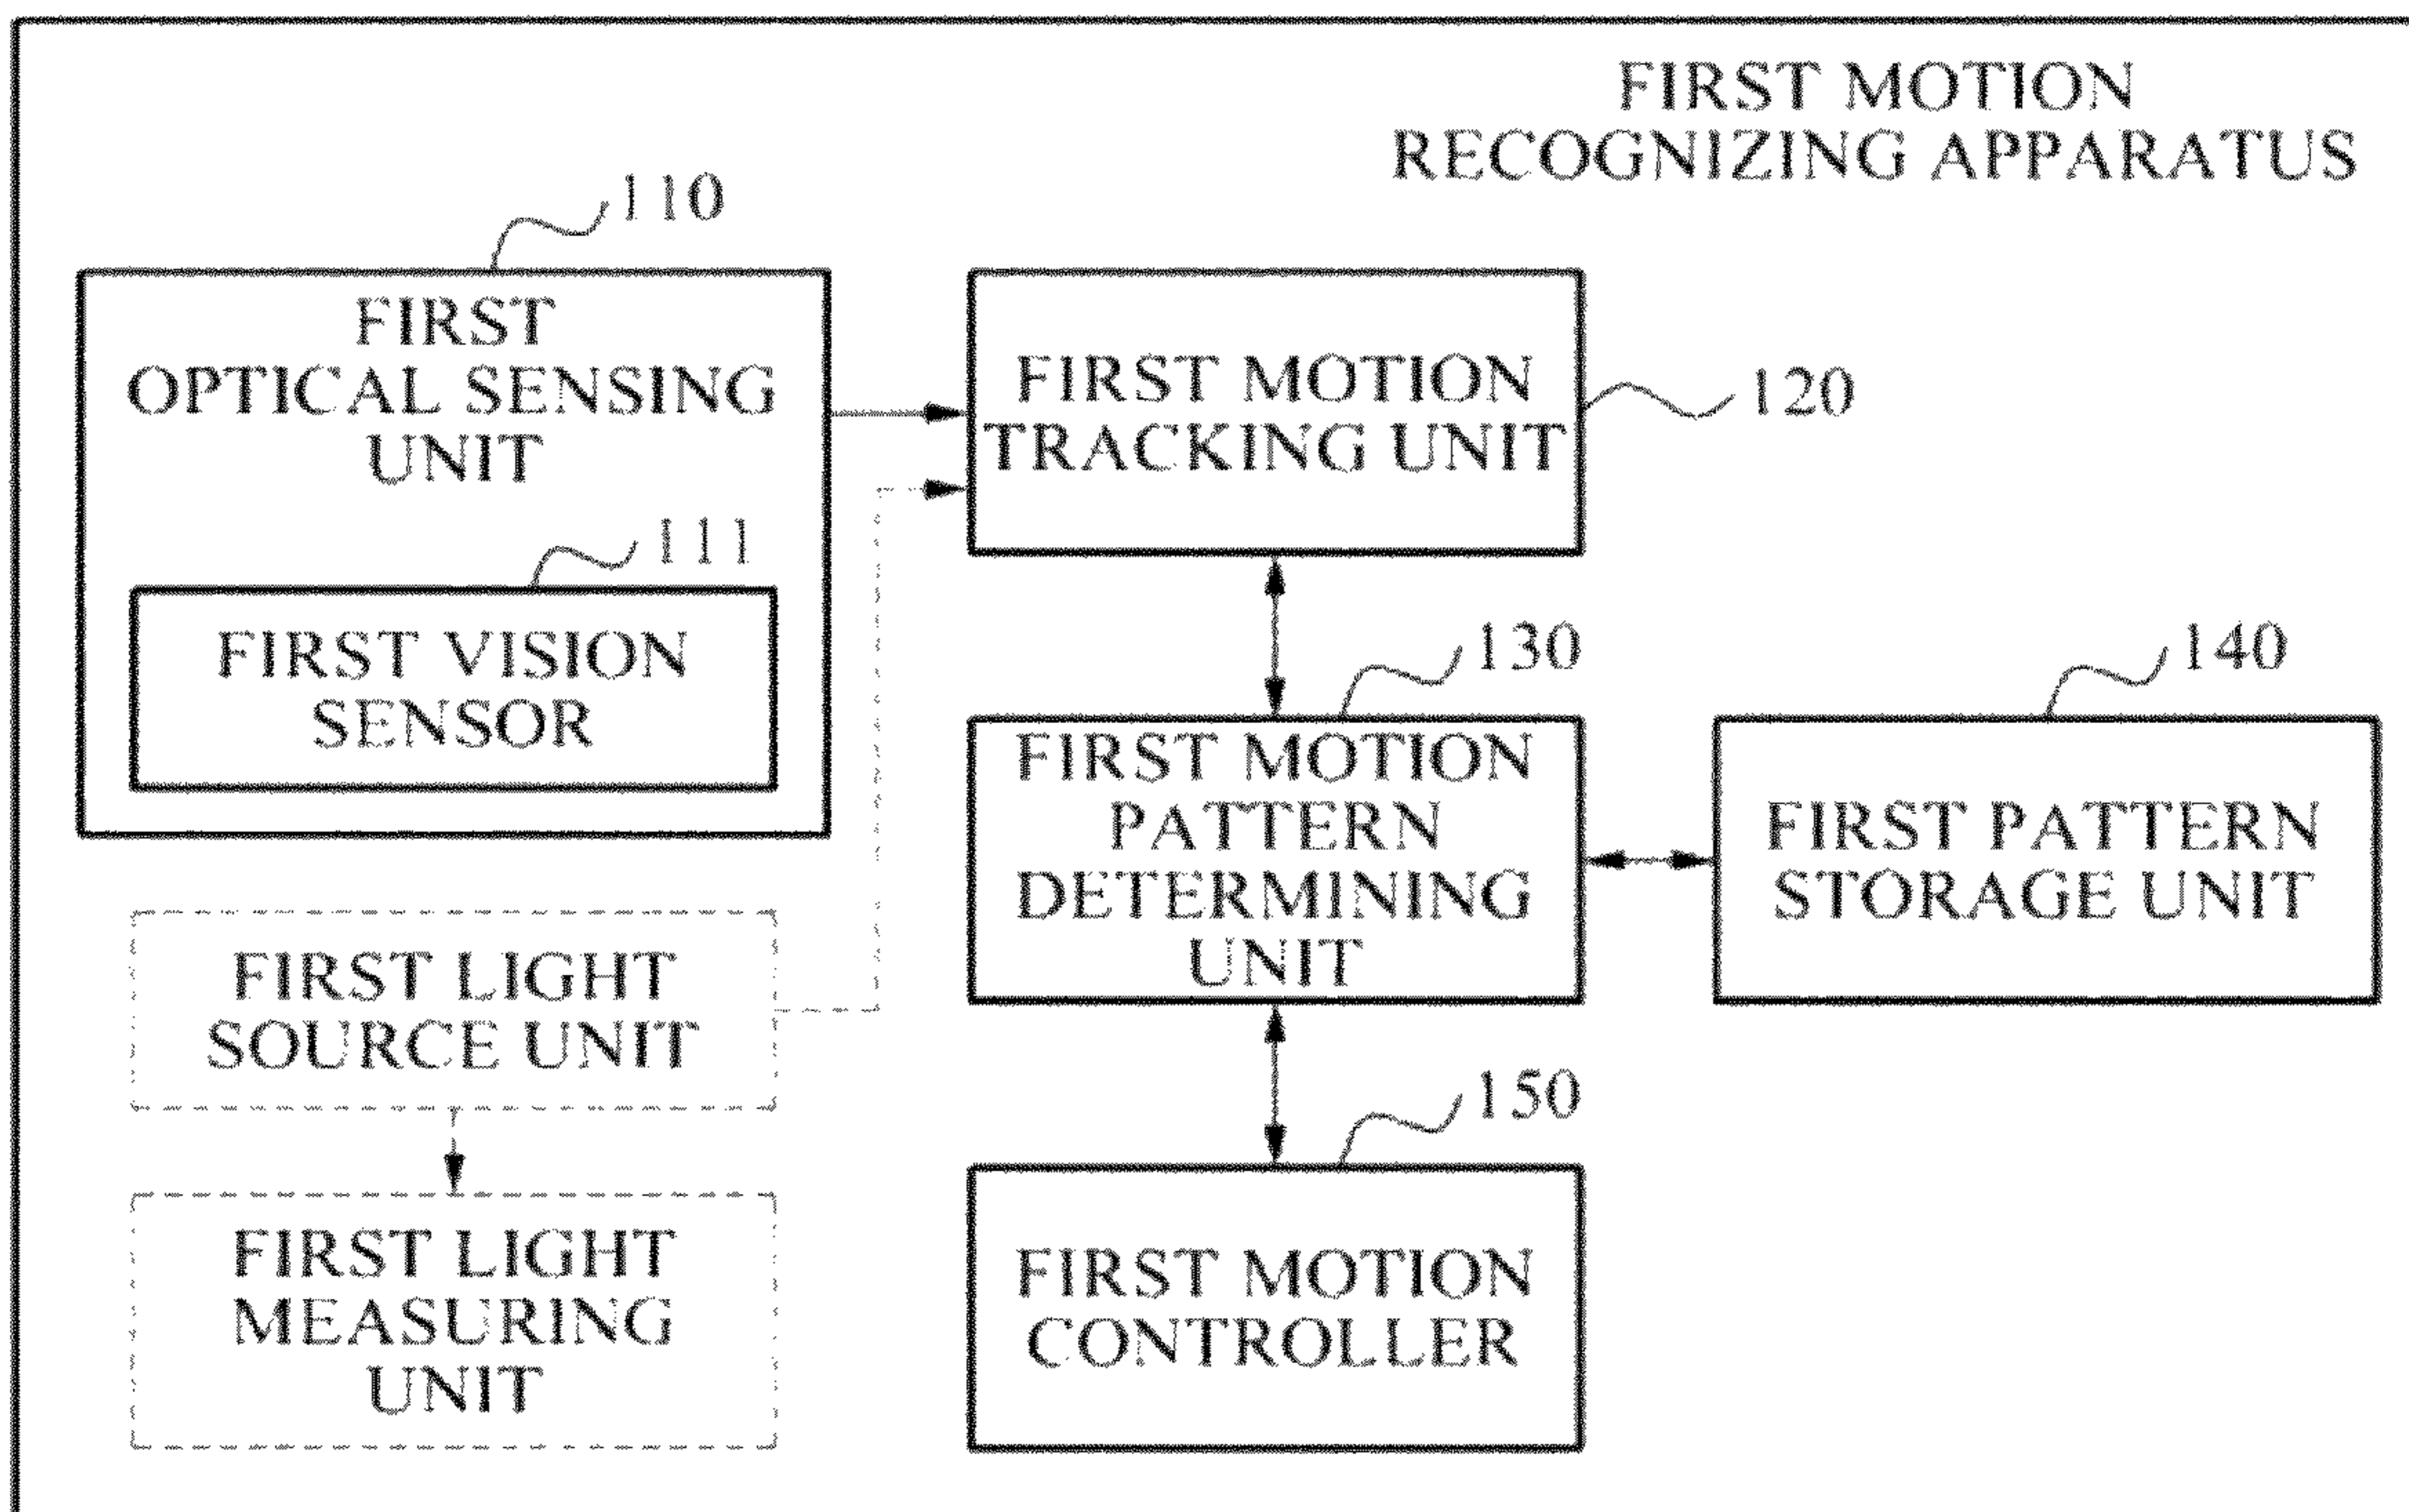 FIRST MOTION
RECOGNIZING APPARATUS
110
FIRST
OPTICAL SENSING
UNIT
111
FIRST VISION
SENSOR
FIRST MOTION
TRACKING UNIT
120
130
FIRST MOTION
PATTERN
DETERMINING
UNIT
140
FIRST PATTERN
STORAGE UNIT
FIRST LIGHT
SOURCE UNIT
FIRST LIGHT
MEASURING
UNIT
150
FIRST MOTION
CONTROLLER